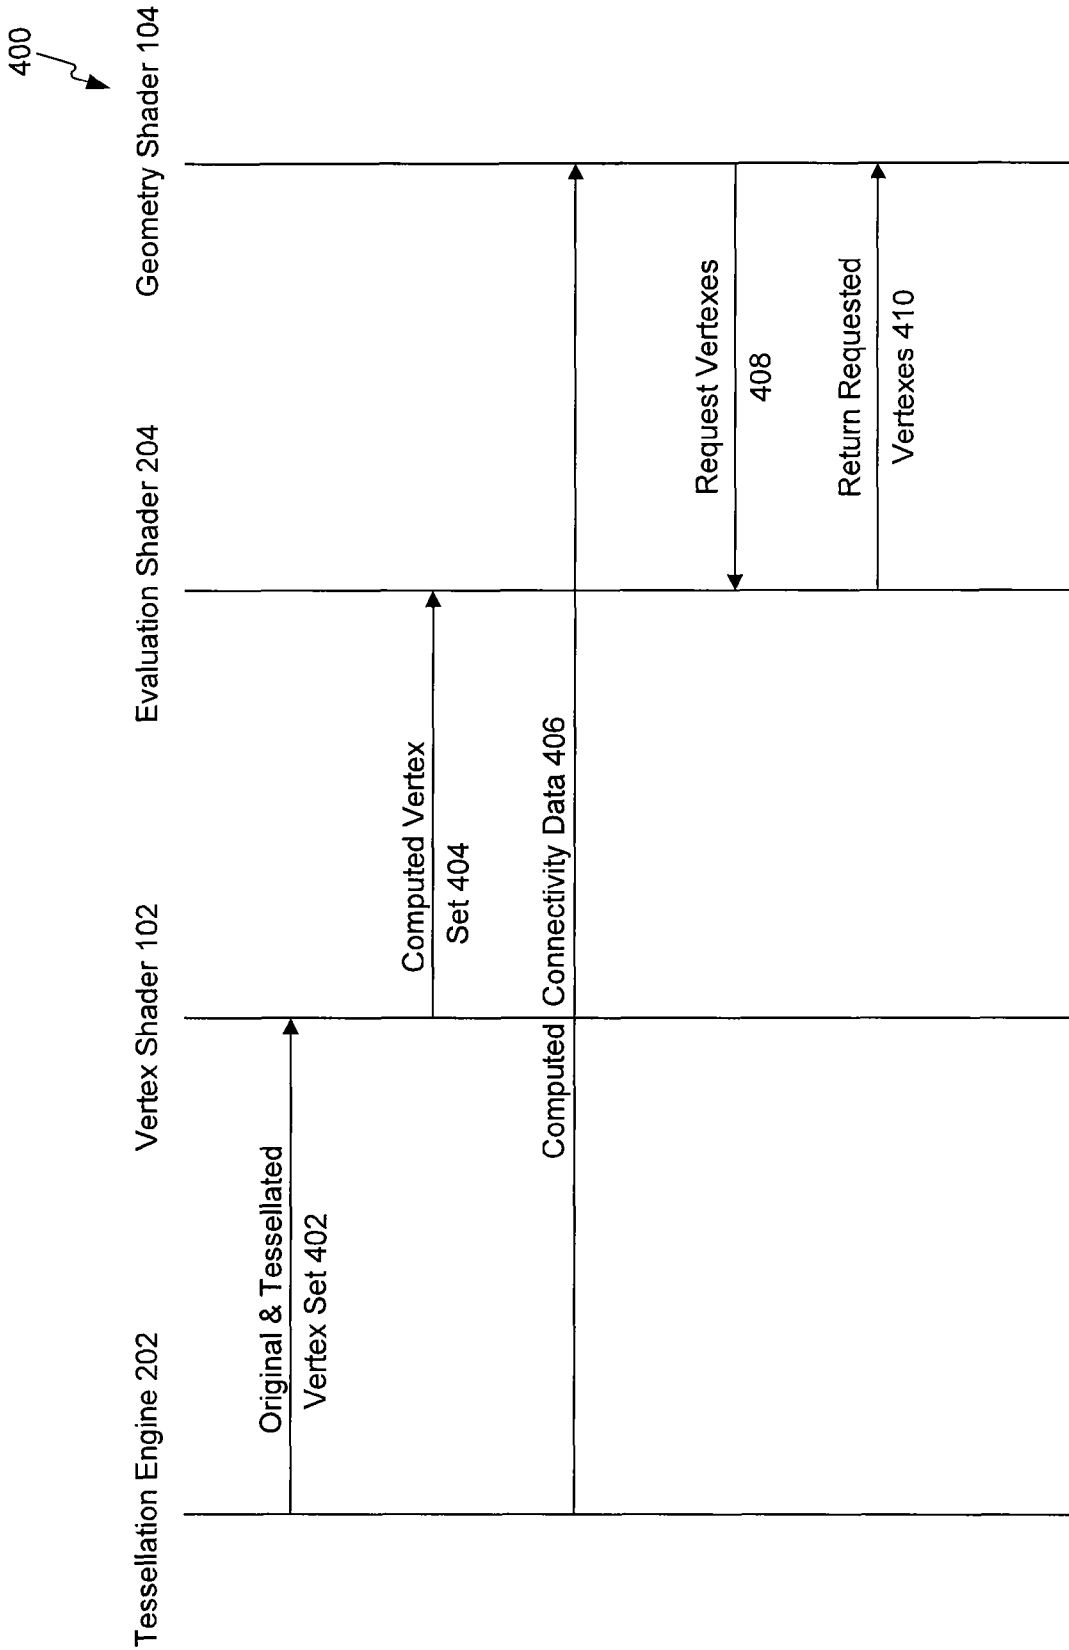 400
Tessellation Engine 202
Vertex Shader 102
Evaluation Shader 204
Geometry Shader 104
Original & Tessellated
Vertex Set 402
Computed Vertex
Set 404
Computed Connectivity Data 406
Request Vertexes
408
Return Requested
Vertexes 410